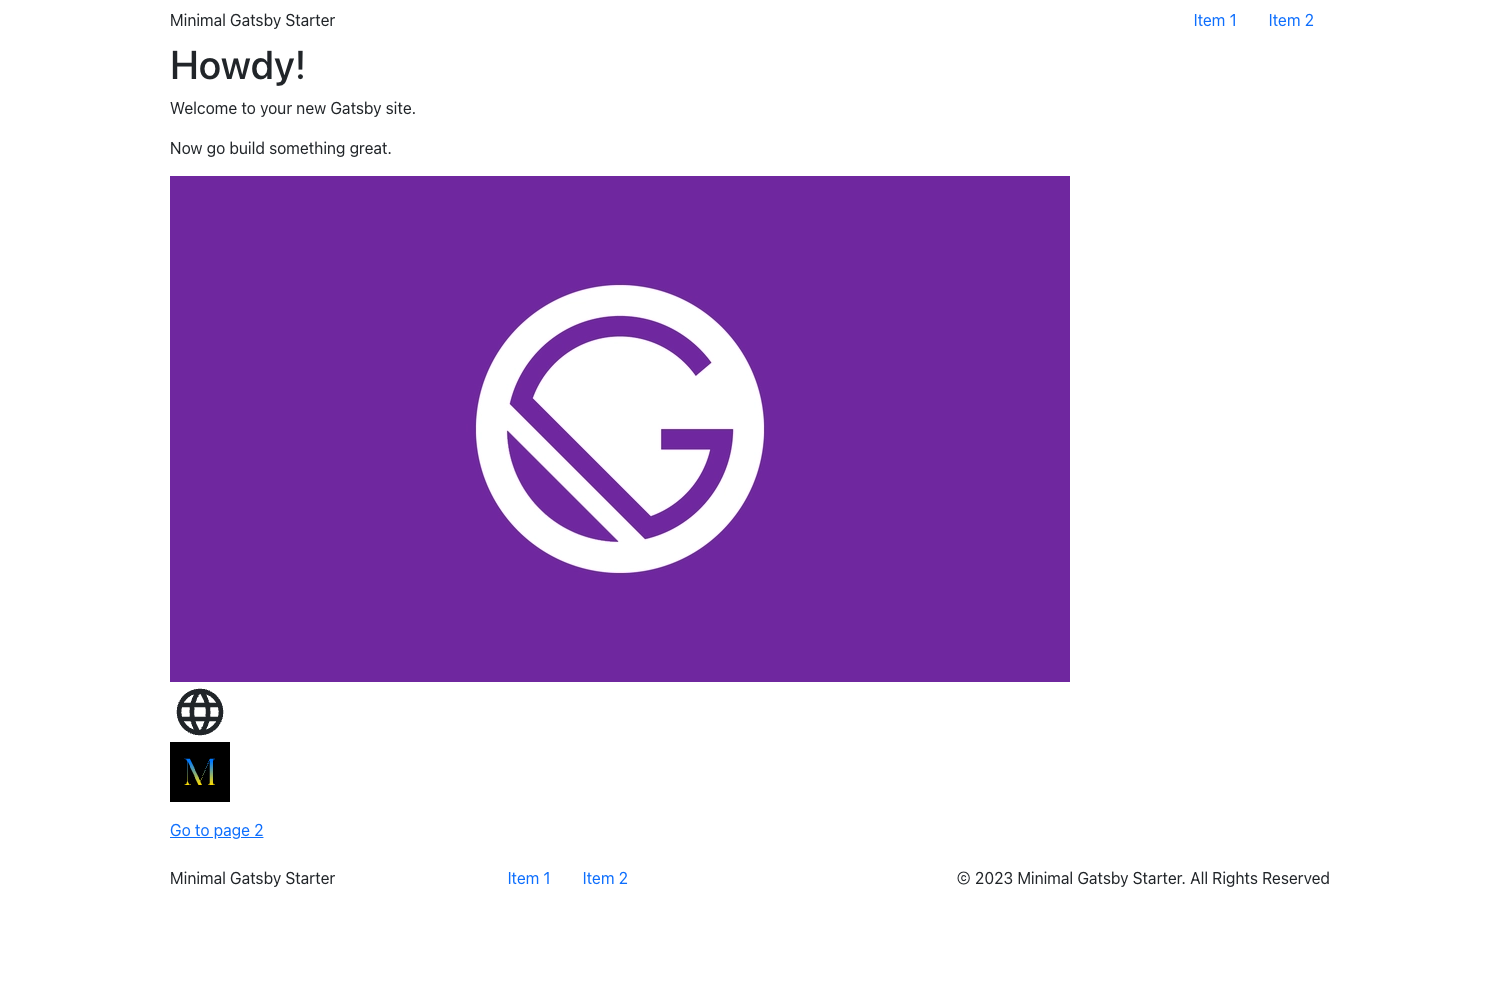 Minimal Gatsby Starter Item 1 Item 2
Howdy!
Welcome to your new Gatsby site.
Now go build something great.
M
Go to page 2
Minimal Gatsby Starter Item 1 Item 2 © 2023 Minimal Gatsby Starter. All Rights Reserved